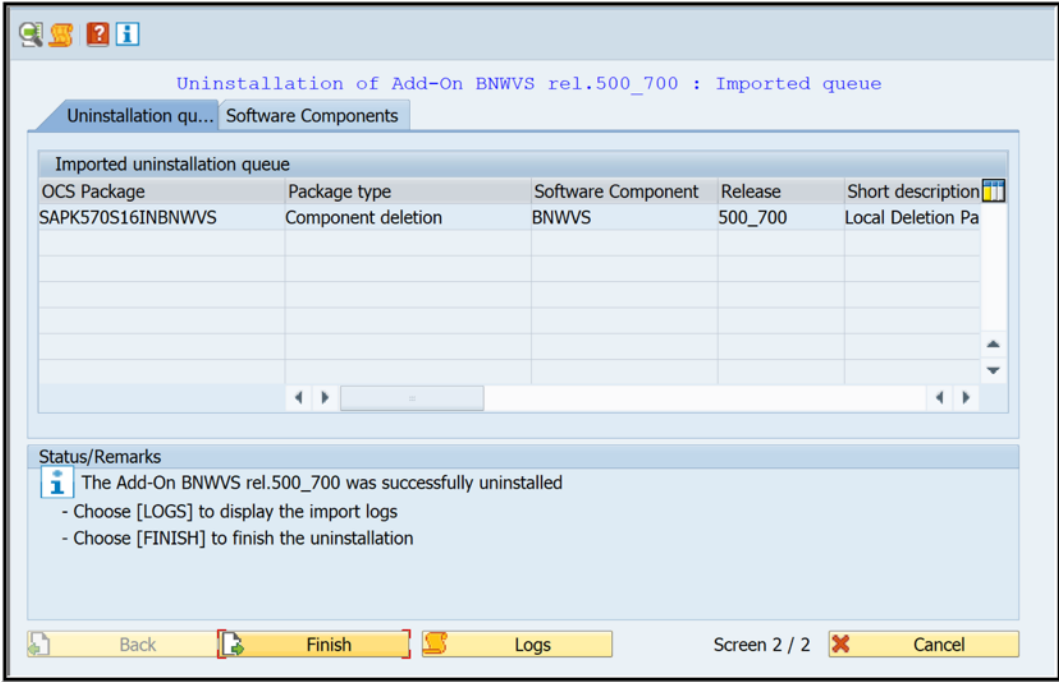 Uninstallation of Add-On BNWVS rel.500_700 : Imported queue
Uninstallation qu... Software Components
Imported uninstallation queue
OCS Package Package type Software Component Release Short description
SAPK570S16INBNWVS Component deletion BNWVS 500_700 Local Deletion Pa
Status/Remarks
The Add-On BNWVS rel.500_700 was successfully uninstalled
- Choose [LOGS] to display the import logs
- Choose [FINISH] to finish the uninstallation
Back Finish Logs Screen 2 / 2 Cancel